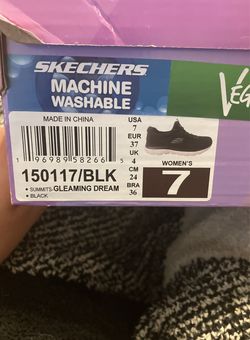 SKECHERS
MACHINE
WASHABLE
MADE IN CHINA
USA
7
EUR
37
UK
4
CM
24
BRA
36
1 96989 58266 5
150117/BLK
• SUMMITS-GLEAMING DREAM
• BLACK
WOMEN'S
7